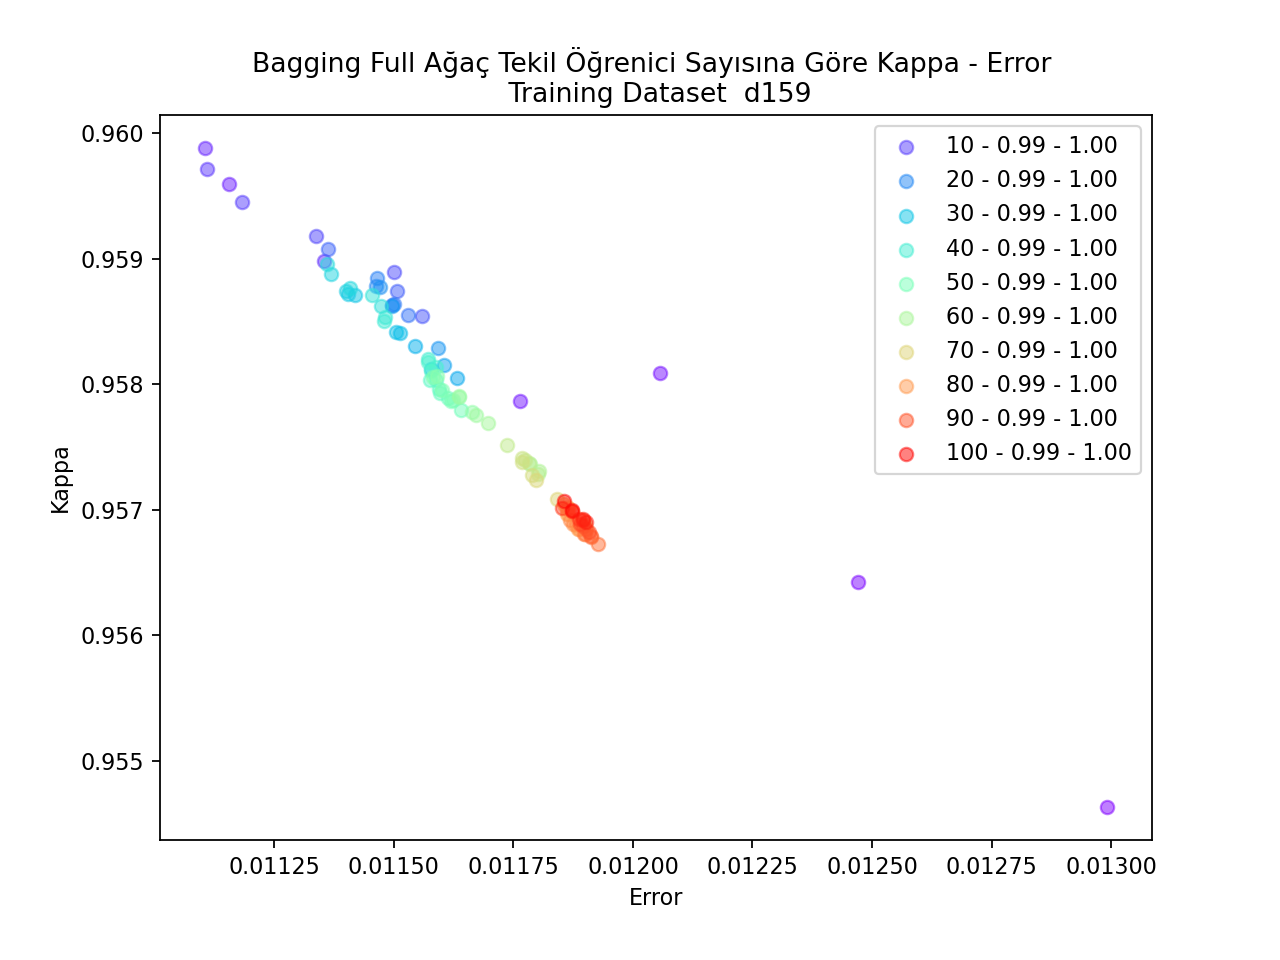 Bagging Full Ağaç Tekil Öğrenici Sayısına Göre Kappa - Error
Training Dataset  d159
10 - 0.99 - 1.00
20 - 0.99 - 1.00
30 - 0.99 - 1.00
40 - 0.99 - 1.00
50 - 0.99 - 1.00
60 - 0.99 - 1.00
70 - 0.99 - 1.00
80 - 0.99 - 1.00
90 - 0.99 - 1.00
100 - 0.99 - 1.00
Kappa
0.960
0.959
0.958
0.957
0.956
0.955
0.01125 0.01150 0.01175 0.01200 0.01225 0.01250 0.01275 0.01300
Error